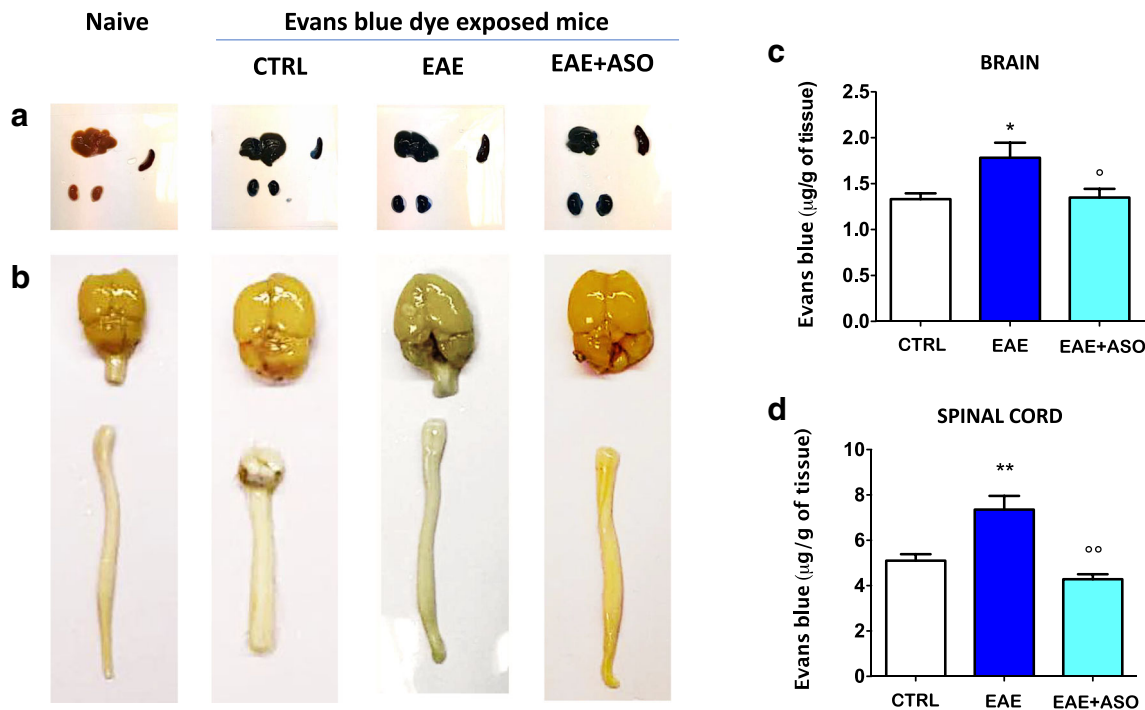 Naive
Evans blue dye exposed mice
CTRL
EAE
EAE+ASO
a
b
c
BRAIN
Evans blue (μg/g of tissue)
2.5
2.0
1.5
1.0
0.5
0.0
*
°
CTRL
EAE
EAE+ASO
d
SPINAL CORD
Evans blue (μg/g of tissue)
10
8
6
4
2
0
**
°°
CTRL
EAE
EAE+ASO